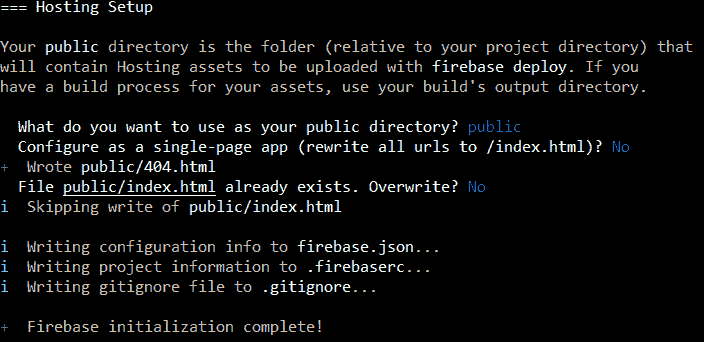 === Hosting Setup
Your public directory is the folder (relative to your project directory) that
will contain Hosting assets to be uploaded with firebase deploy. If you
have a build process for your assets, use your build's output directory.
What do you want to use as your public directory? public
Configure as a single-page app (rewrite all urls to /index.html)? No
+  Wrote public/404.html
File public/index.html already exists. Overwrite? No
i  Skipping write of public/index.html
i  Writing configuration info to firebase.json...
i  Writing project information to .firebaserc...
i  Writing gitignore file to .gitignore...
+  Firebase initialization complete!